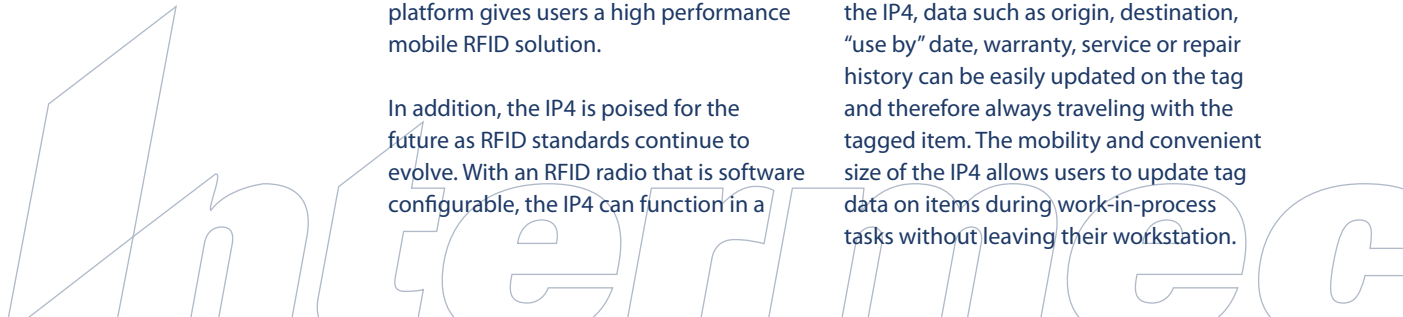 platform gives users a high performance
mobile RFID solution.
In addition, the IP4 is poised for the
future as RFID standards continue to
evolve. With an RFID radio that is software
configurable, the IP4 can function in a
the IP4, data such as origin, destination,
“use by” date, warranty, service or repair
history can be easily updated on the tag
and therefore always traveling with the
tagged item. The mobility and convenient
size of the IP4 allows users to update tag
data on items during work-in-process
tasks without leaving their workstation.
Intermec